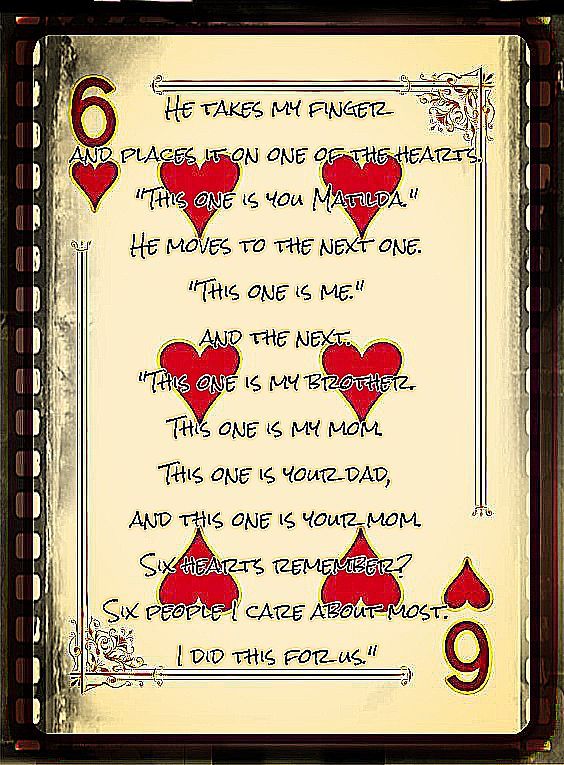 6
He takes my finger
and places it on one of the hearts.
"This one is you Matilda."
He moves to the next one.
"This one is me."
and the next.
"This one is my brother.
This one is my mom.
This one is your dad,
and this one is your mom.
Six hearts remember?
Six people I care about most.
I did this for us."
6